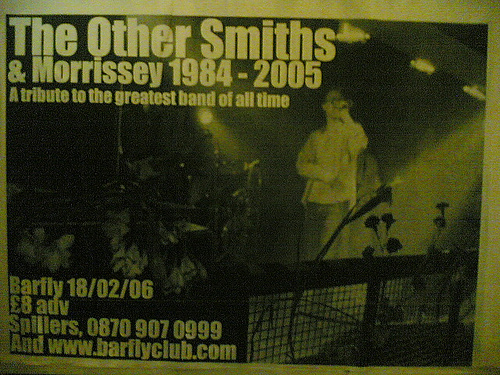 The Other Smiths
& Morrissey 1984 - 2005
A tribute to the greatest band of all time
Barfly 18/02/06
£8 adv
Spillers, 0870 907 0999
And www.barflyclub.com